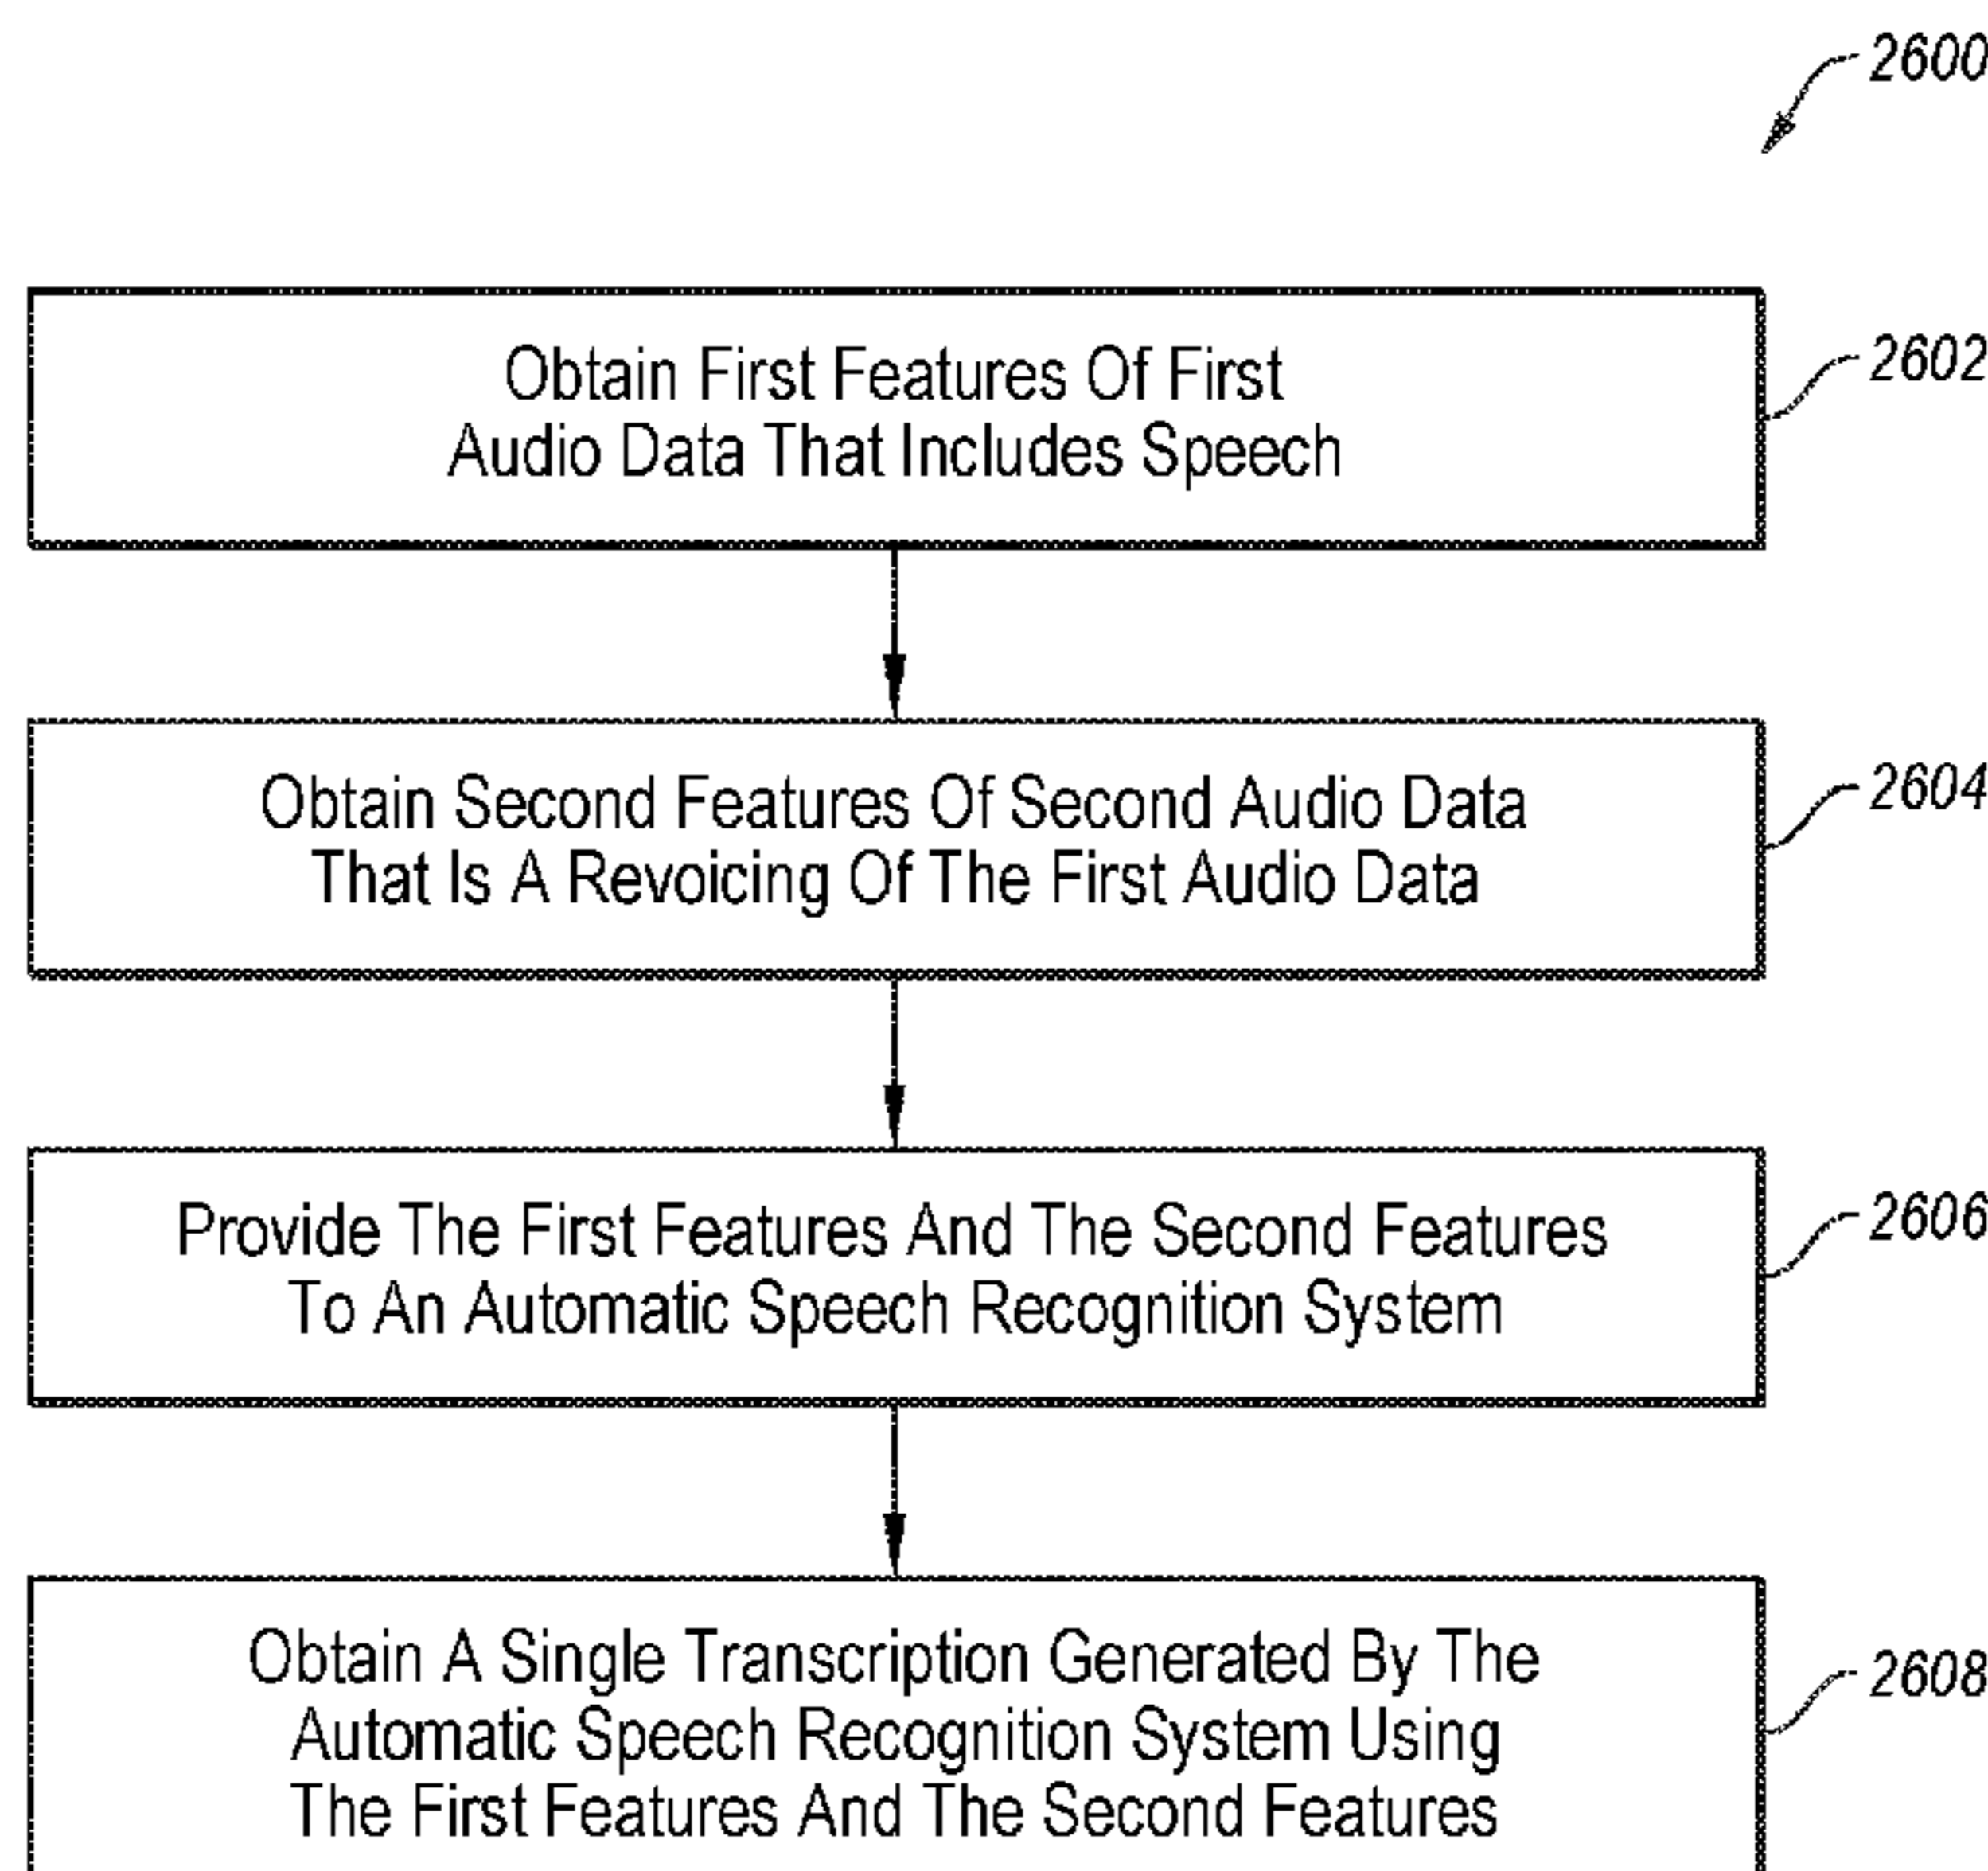 2600
Obtain First Features Of First
Audio Data That Includes Speech
2602
Obtain Second Features Of Second Audio Data
That Is A Revoicing Of The First Audio Data
2604
Provide The First Features And The Second Features
To An Automatic Speech Recognition System
2606
Obtain A Single Transcription Generated By The
Automatic Speech Recognition System Using
The First Features And The Second Features
2608